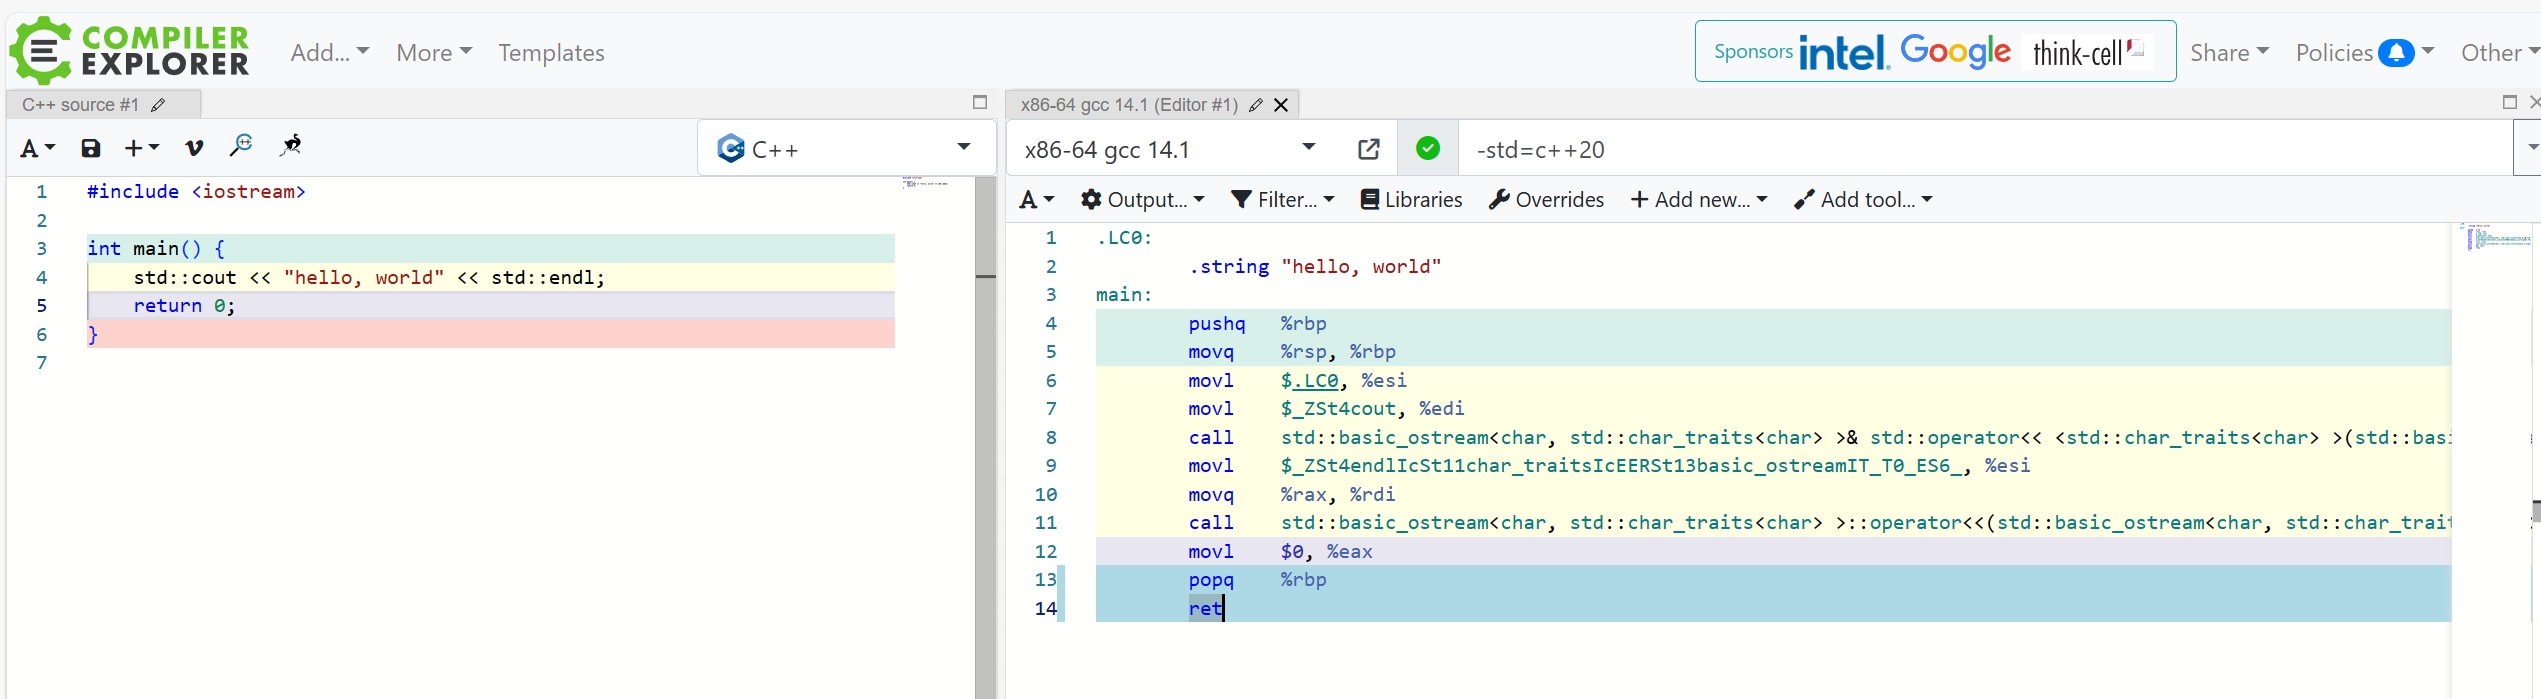 COMPILER
EXPLORER
Add...
More
Templates
Sponsors intel. Google think-cell
Share
Policies
Other
C++ source #1
x86-64 gcc 14.1 (Editor #1)
A
C++
x86-64 gcc 14.1
-std=c++20
A
Output...
Filter...
Libraries
Overrides
Add new...
Add tool...
1 #include <iostream>
2
3 int main() {
4     std::cout << "hello, world" << std::endl;
5     return 0;
6 }
7
1 .LC0:
2         .string "hello, world"
3 main:
4         pushq   %rbp
5         movq    %rsp, %rbp
6         movl    $.LC0, %esi
7         movl    $_ZSt4cout, %edi
8         call    std::basic_ostream<char, std::char_traits<char> >& std::operator<< <std::char_traits<char> >(std::basi
9         movl    $_ZSt4endlIcSt11char_traitsIcEERSt13basic_ostreamIT_T0_ES6_, %esi
10        movq    %rax, %rdi
11        call    std::basic_ostream<char, std::char_traits<char> >::operator<<(std::basic_ostream<char, std::char_trait
12        movl    $0, %eax
13        popq    %rbp
14        ret